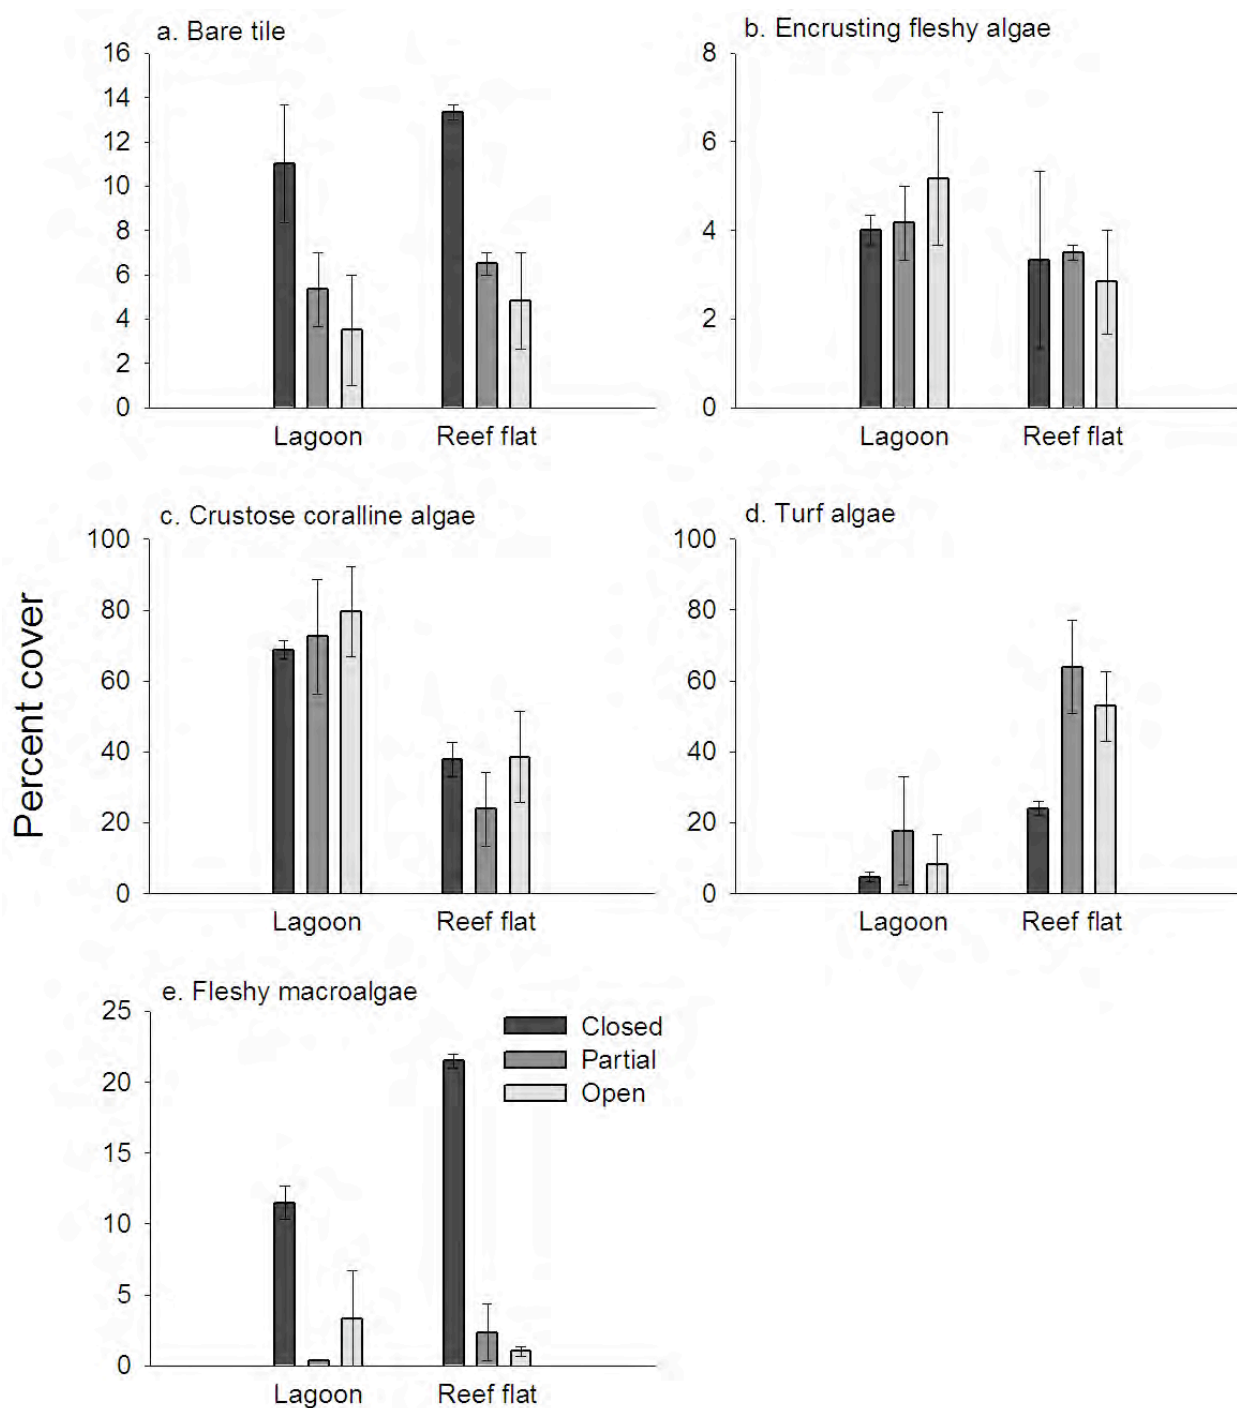 a. Bare tile
16
14
12
10
8
6
4
2
0
Lagoon Reef flat
b. Encrusting fleshy algae
8
6
4
2
0
Lagoon Reef flat
c. Crustose coralline algae
100
80
60
40
20
0
Lagoon Reef flat
d. Turf algae
100
80
60
40
20
0
Lagoon Reef flat
Percent cover
e. Fleshy macroalgae
25
20
15
10
5
0
Lagoon Reef flat
Closed
Partial
Open